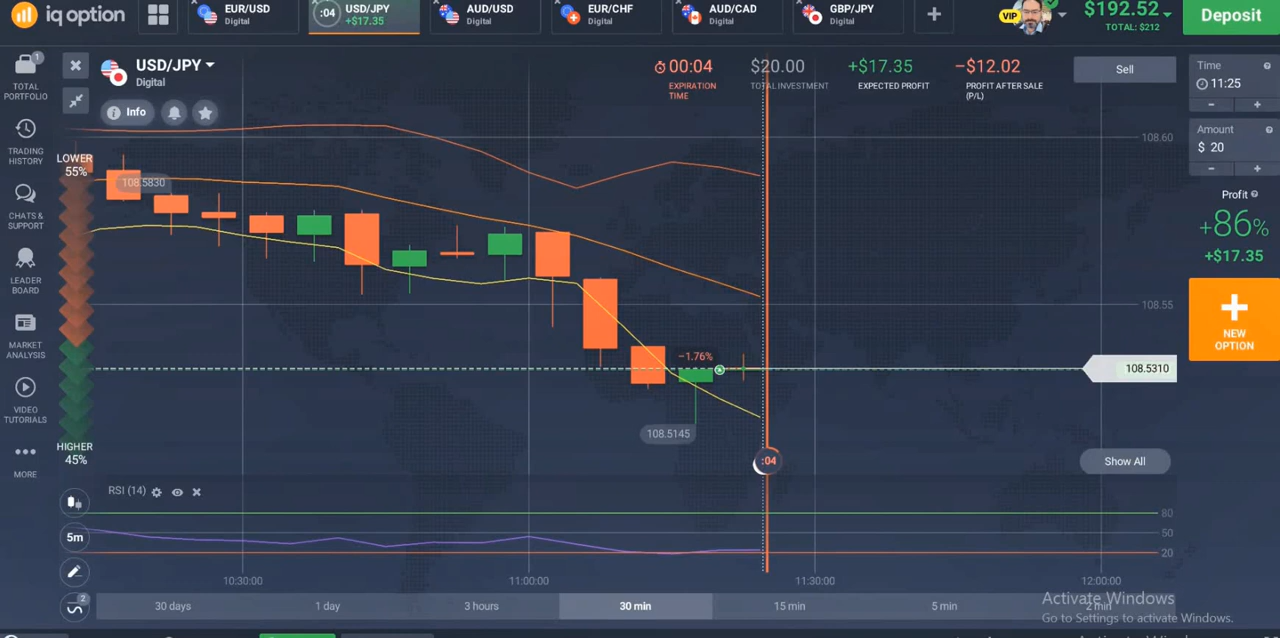 iq option
EUR/USD
Digital
:04
USD/JPY
+$17.35
AUD/USD
Digital
EUR/CHF
Digital
AUD/CAD
Digital
GBP/JPY
Digital
VIP
$192.52
TOTAL: $212
Deposit
1
TOTAL
PORTFOLIO
TRADING
HISTORY
CHATS &
SUPPORT
LEADER
BOARD
MARKET
ANALYSIS
VIDEO
TUTORIALS
MORE
USD/JPY
Digital
Info
00:04
EXPIRATION
TIME
$20.00
TOTAL INVESTMENT
+$17.35
EXPECTED PROFIT
−$12.02
PROFIT AFTER SALE
(P/L)
Sell
Time
11:25
Amount
$ 20
Profit
+86%
+$17.35
NEW
OPTION
LOWER
55%
HIGHER
45%
108.5830
108.60
108.55
−1.76%
108.5310
108.5145
:04
Show All
RSI (14)
80
50
20
5m
2
10:30:00
11:00:00
11:30:00
12:00:00
30 days
1 day
3 hours
30 min
15 min
5 min
2 min
Activate Windows
Go to Settings to activate Windows.